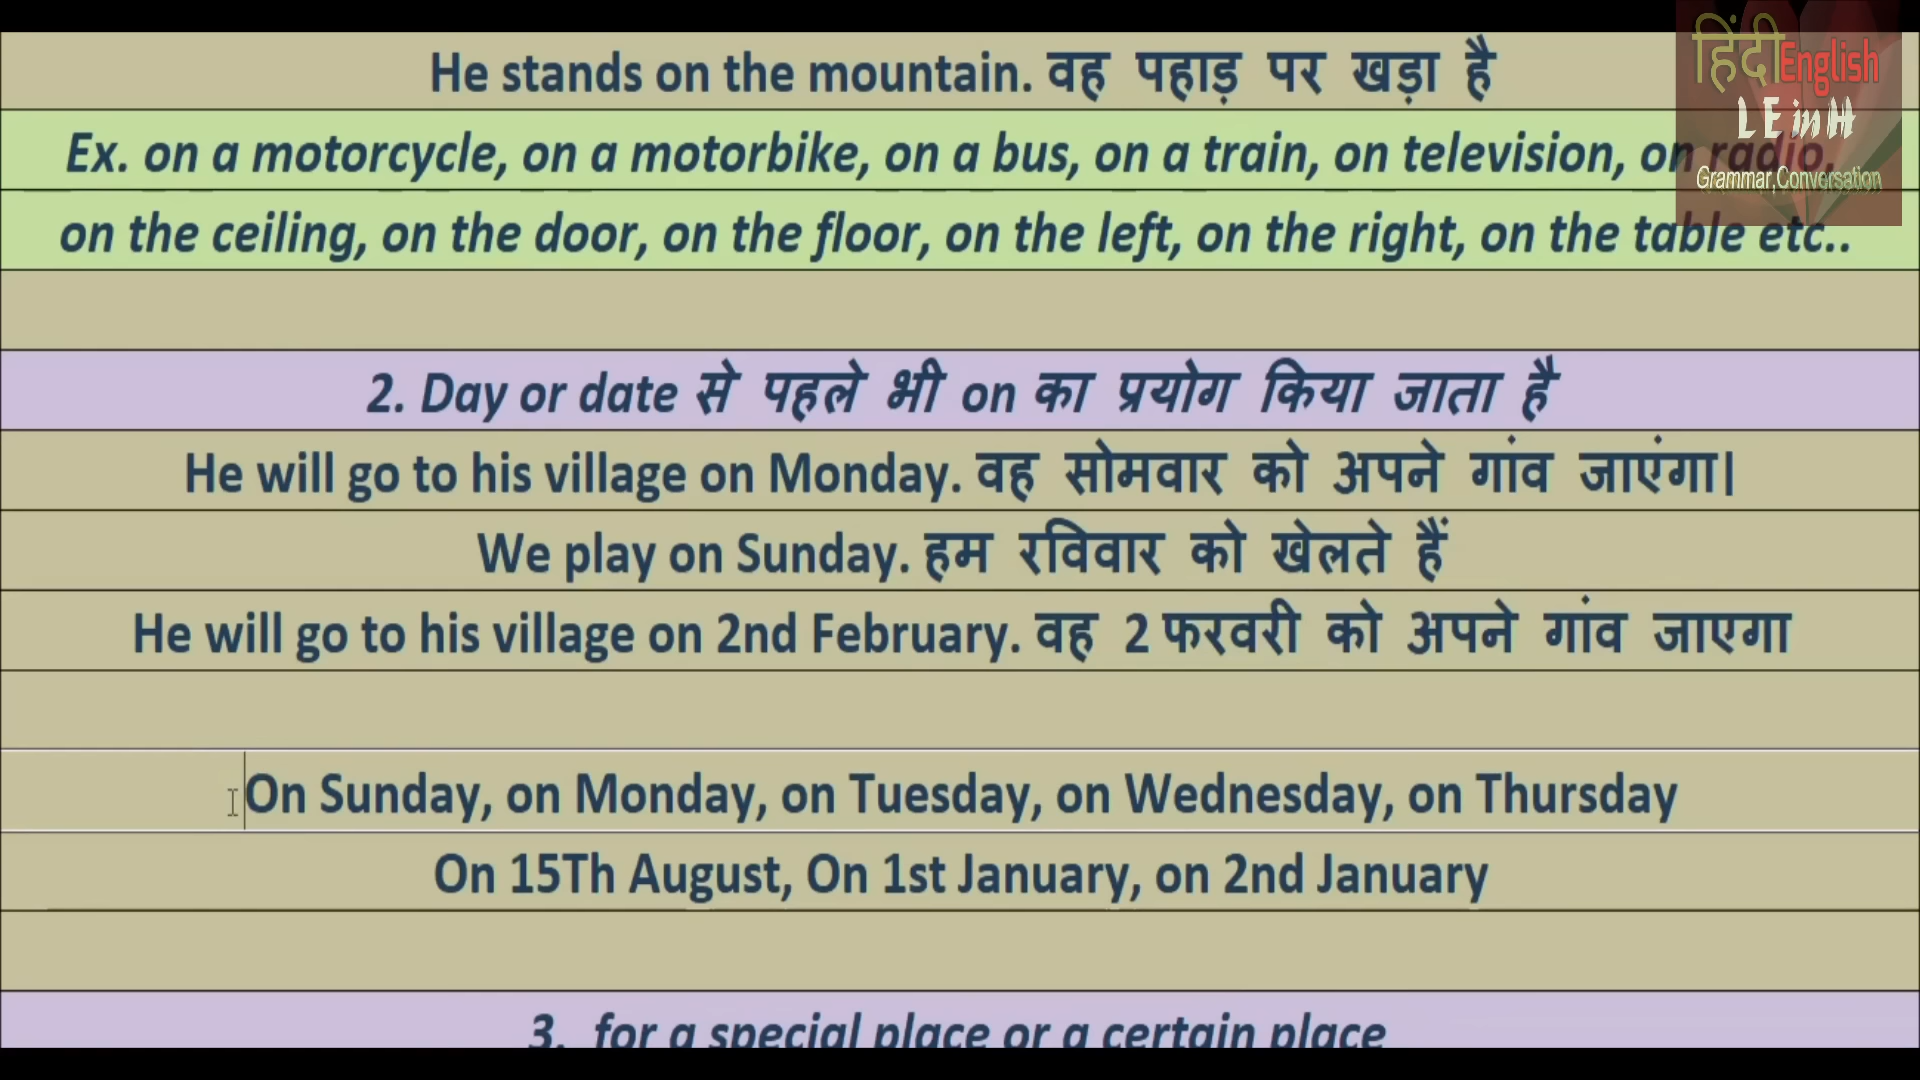 He stands on the mountain. वह पहाड़ पर खड़ा है
Ex. on a motorcycle, on a motorbike, on a bus, on a train, on television, on radio,
on the ceiling, on the door, on the floor, on the left, on the right, on the table etc..
2. Day or date से पहले भी on का प्रयोग किया जाता है
He will go to his village on Monday. वह सोमवार को अपने गांव जाएंगा|
We play on Sunday. हम रविवार को खेलते हैं
He will go to his village on 2nd February. वह 2 फरवरी को अपने गांव जाएगा
On Sunday, on Monday, on Tuesday, on Wednesday, on Thursday
On 15Th August, On 1st January, on 2nd January
3. for a special place or a certain place
हिंदी English
L E in H
Grammar,Conversation